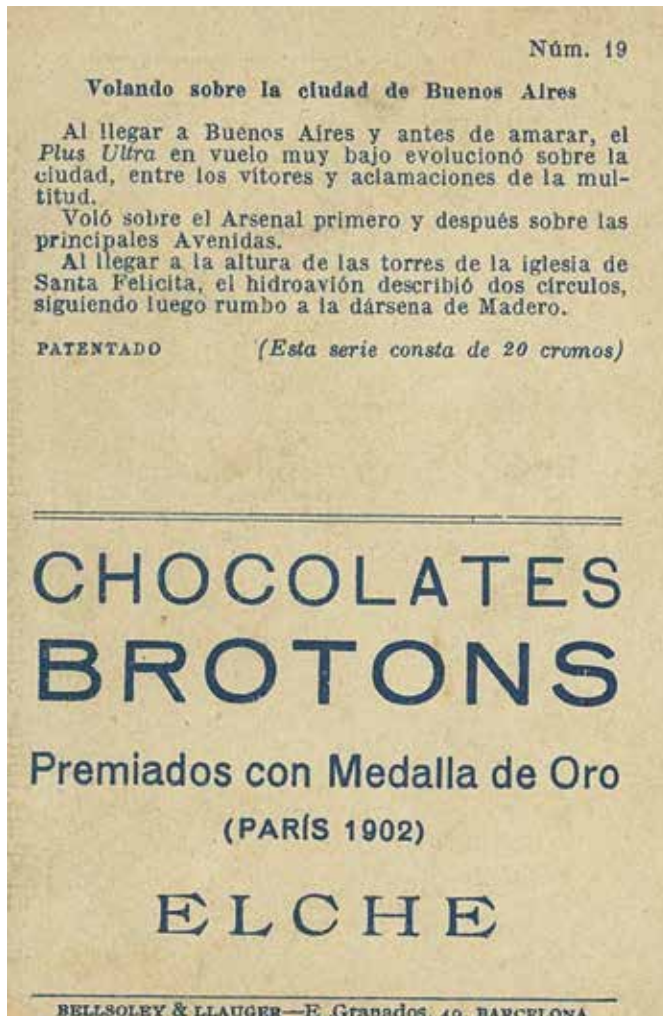 Núm. 19
Volando sobre la ciudad de Buenos Aires
Al llegar a Buenos Aires y antes de amarar, el
Plus Ultra en vuelo muy bajo evolucionó sobre la
ciudad, entre los vítores y aclamaciones de la mul-
titud.
Voló sobre el Arsenal primero y después sobre las
principales Avenidas.
Al llegar a la altura de las torres de la iglesia de
Santa Felicita, el hidroavión describió dos círculos,
siguiendo luego rumbo a la dársena de Madero.
PATENTADO (Esta serie consta de 20 cromos)
CHOCOLATES
BROTONS
Premiados con Medalla de Oro
(PARÍS 1902)
ELCHE
BELLSOLEY & LLAUGER—E. Granados, 49, BARCELONA